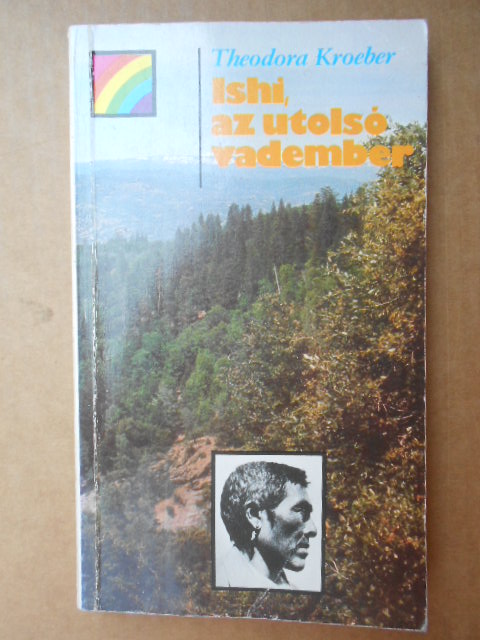 Theodora Kroeber
Ishi,
az utolsó
vadember